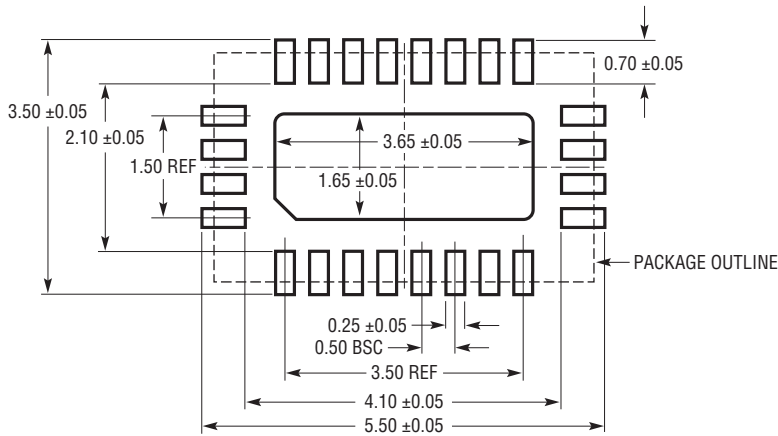 0.70 ±0.05
3.50 ±0.05
2.10 ±0.05
3.65 ±0.05
1.50 REF
1.65 ±0.05
PACKAGE OUTLINE
0.25 ±0.05
0.50 BSC
3.50 REF
4.10 ±0.05
5.50 ±0.05